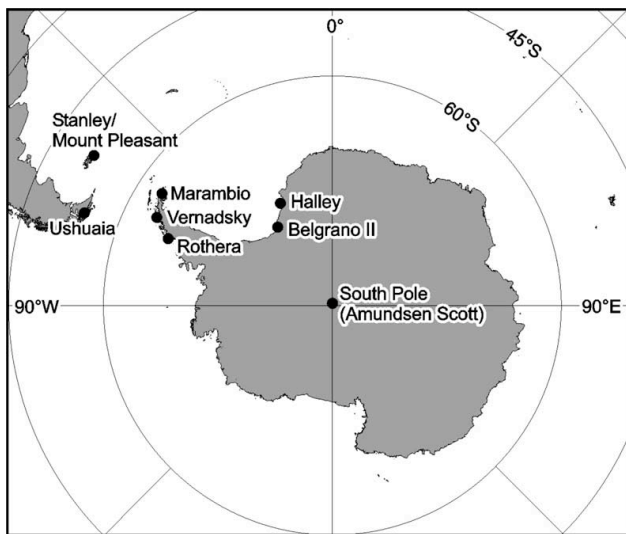 0°
45°S
60°S
Stanley/
Mount Pleasant
Marambio
Halley
Vernadsky
Ushuaia
Belgrano II
Rothera
South Pole
(Amundsen Scott)
90°W
90°E